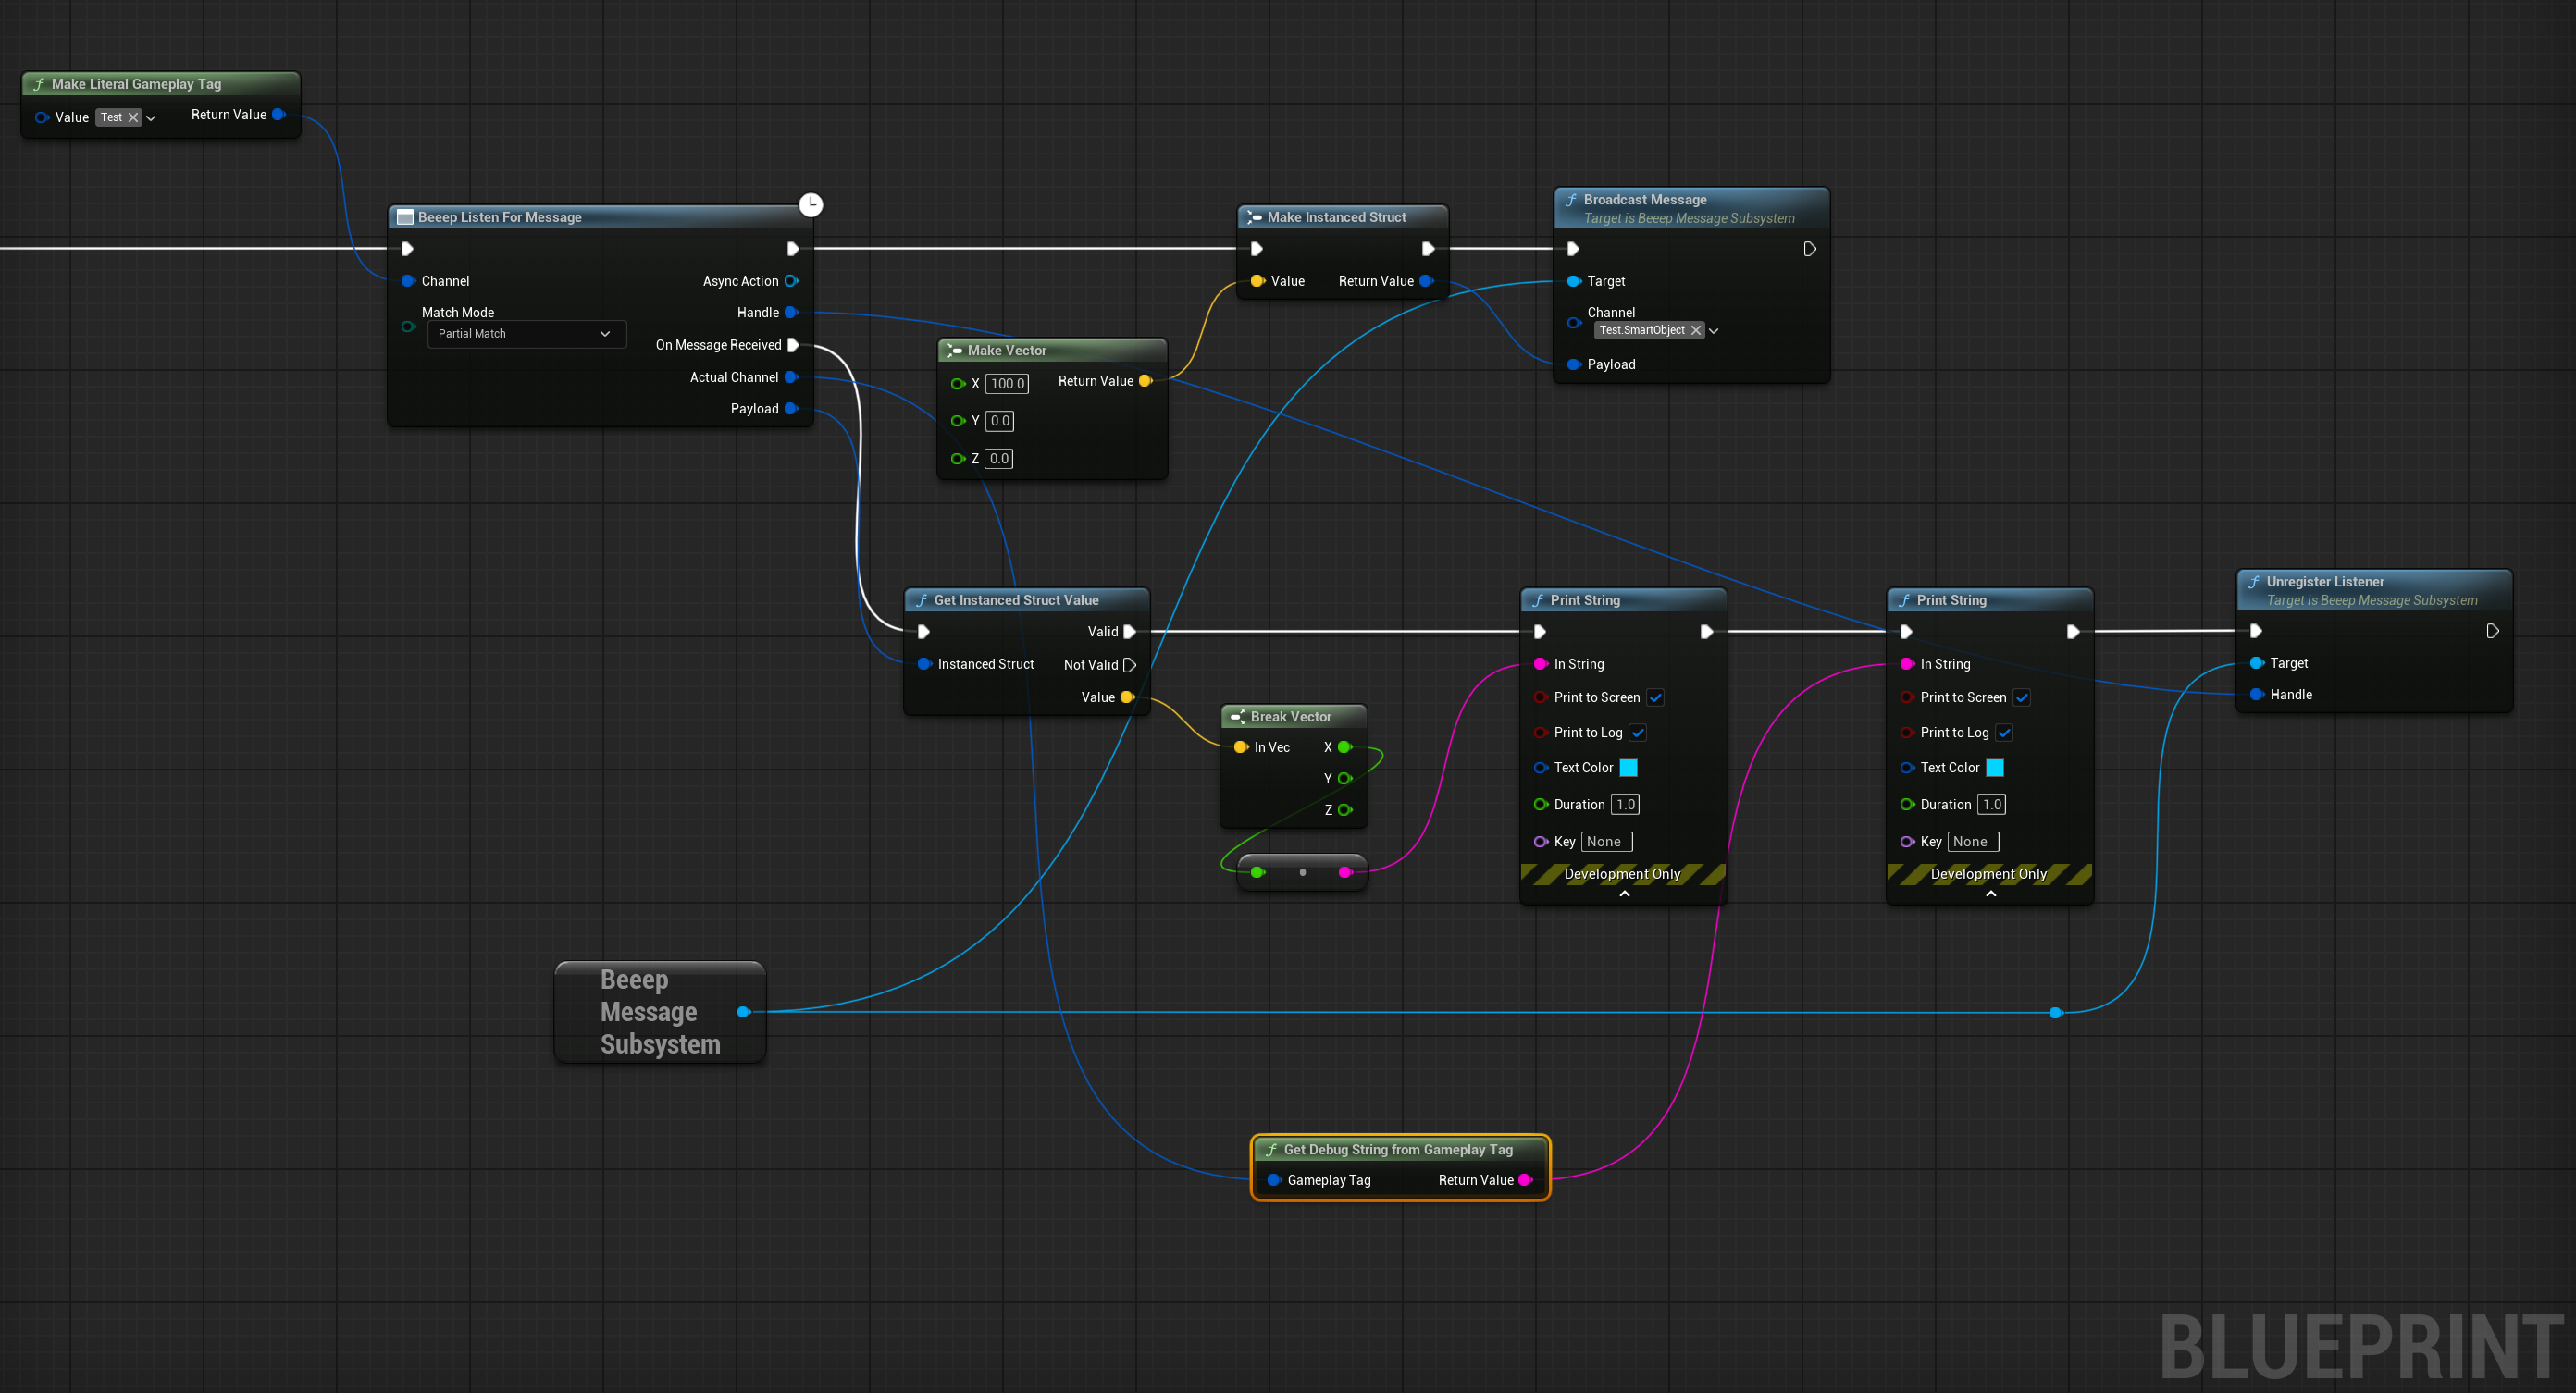 Make Literal Gameplay Tag
Value Test Return Value
Beeep Listen For Message
Channel Async Action
Match Mode Handle
Partial Match
On Message Received
Actual Channel
Payload
Make Instanced Struct
Value Return Value
Broadcast Message
Target is Beeep Message Subsystem
Target
Channel
Test.SmartObject
Payload
Make Vector
X 100.0 Return Value
Y 0.0
Z 0.0
Get Instanced Struct Value
Valid
Instanced Struct Not Valid
Value
Break Vector
In Vec X
Y
Z
Print String
In String
Print to Screen
Print to Log
Text Color
Duration 1.0
Key None
Development Only
Print String
In String
Print to Screen
Print to Log
Text Color
Duration 1.0
Key None
Development Only
Unregister Listener
Target is Beeep Message Subsystem
Target
Handle
Beeep
Message
Subsystem
Get Debug String from Gameplay Tag
Gameplay Tag Return Value
BLUEPRINT